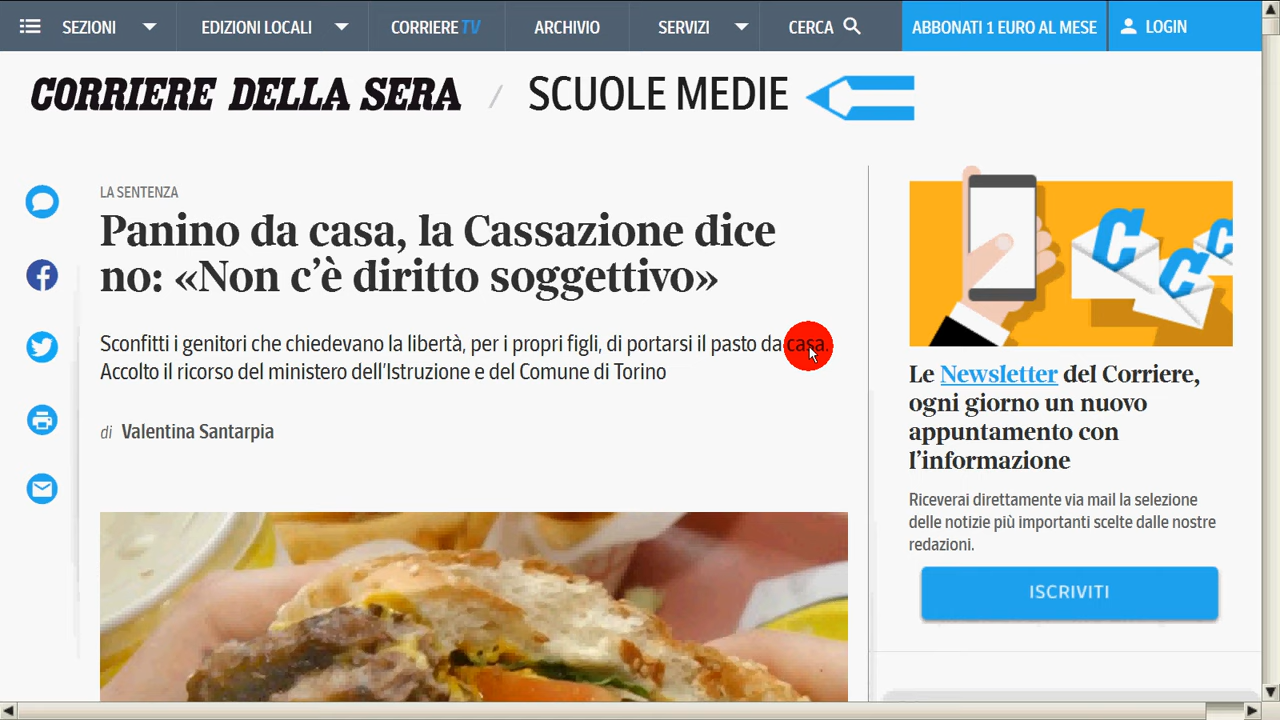 SEZIONI
EDIZIONI LOCALI
CORRIERE TV
ARCHIVIO
SERVIZI
CERCA
ABBONATI 1 EURO AL MESE
LOGIN
CORRIERE DELLA SERA / SCUOLE MEDIE
LA SENTENZA
Panino da casa, la Cassazione dice
no: «Non c’è diritto soggettivo»
Sconfitti i genitori che chiedevano la libertà, per i propri figli, di portarsi il pasto da casa.
Accolto il ricorso del ministero dell’Istruzione e del Comune di Torino
di Valentina Santarpia
C
C
C
Le Newsletter del Corriere,
ogni giorno un nuovo
appuntamento con
l’informazione
Riceverai direttamente via mail la selezione
delle notizie più importanti scelte dalle nostre
redazioni.
ISCRIVITI